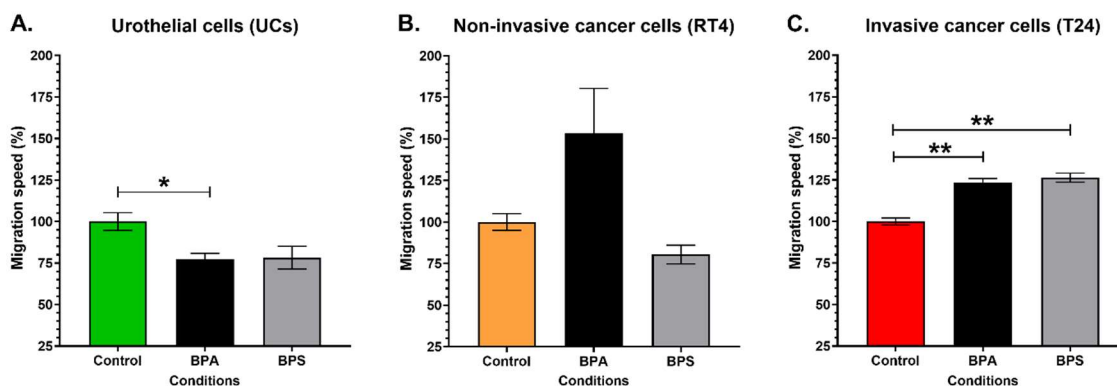 A. Urothelial cells (UCs)
Migration speed (%)
200
175
150
125
100
75
50
25
*
Control BPA BPS
Conditions
B. Non-invasive cancer cells (RT4)
Migration speed (%)
200
175
150
125
100
75
50
25
Control BPA BPS
Conditions
C. Invasive cancer cells (T24)
Migration speed (%)
200
175
150
125
100
75
50
25
**
**
Control BPA BPS
Conditions